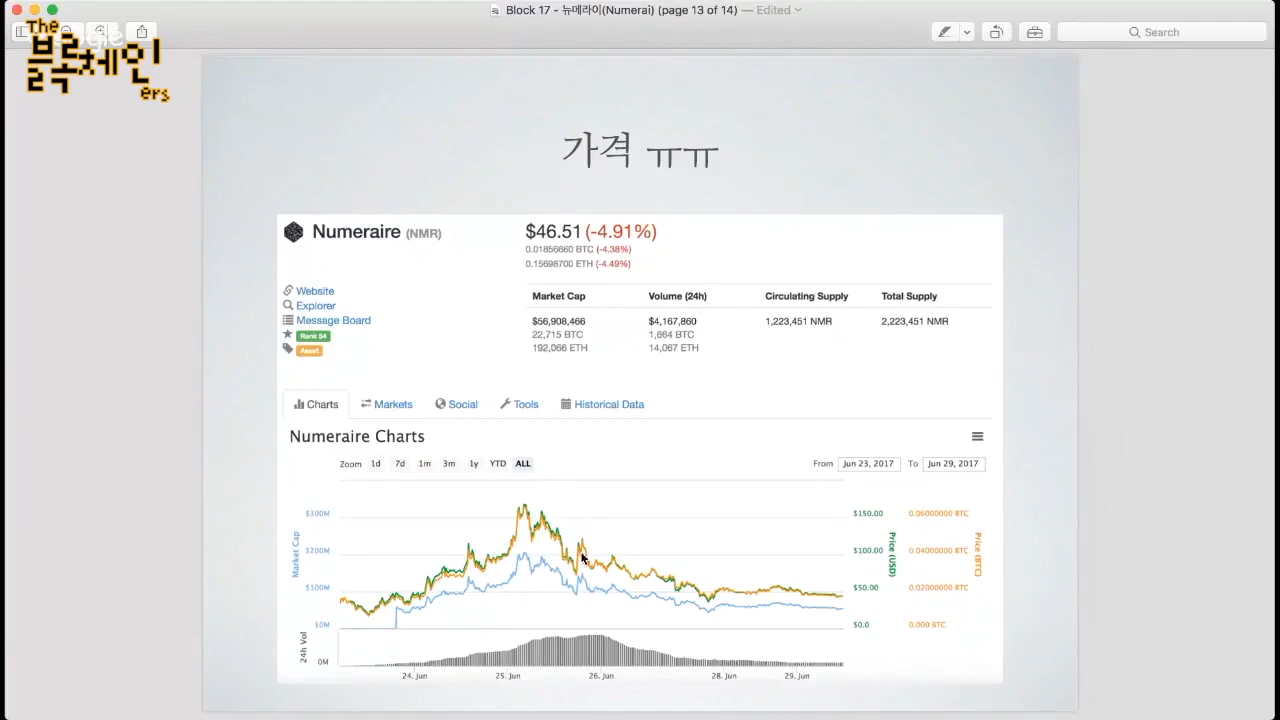 Block 17 - 뉴메라이(Numerai) (page 13 of 14) — Edited
Search
The
블록체인
ers
가격 ㅠㅠ
Numeraire (NMR)
$46.51 (-4.91%)
0.01856660 BTC (-4.38%)
0.15698700 ETH (-4.49%)
Website
Explorer
Message Board
Rank 54
Asset
Market Cap Volume (24h) Circulating Supply Total Supply
$56,908,466 $4,167,860 1,223,451 NMR 2,223,451 NMR
22,715 BTC 1,664 BTC
192,066 ETH 14,067 ETH
Charts Markets Social Tools Historical Data
Numeraire Charts
Zoom 1d 7d 1m 3m 1y YTD ALL
From Jun 23, 2017 To Jun 29, 2017
$300M $150.00 0.06000000 BTC
$200M $100.00 0.04000000 BTC
$100M $50.00 0.02000000 BTC
$0M $0.0 0.000 BTC
Market Cap
Price (USD)
Price (BTC)
24h Vol
0M
24. Jun 25. Jun 26. Jun 28. Jun 29. Jun